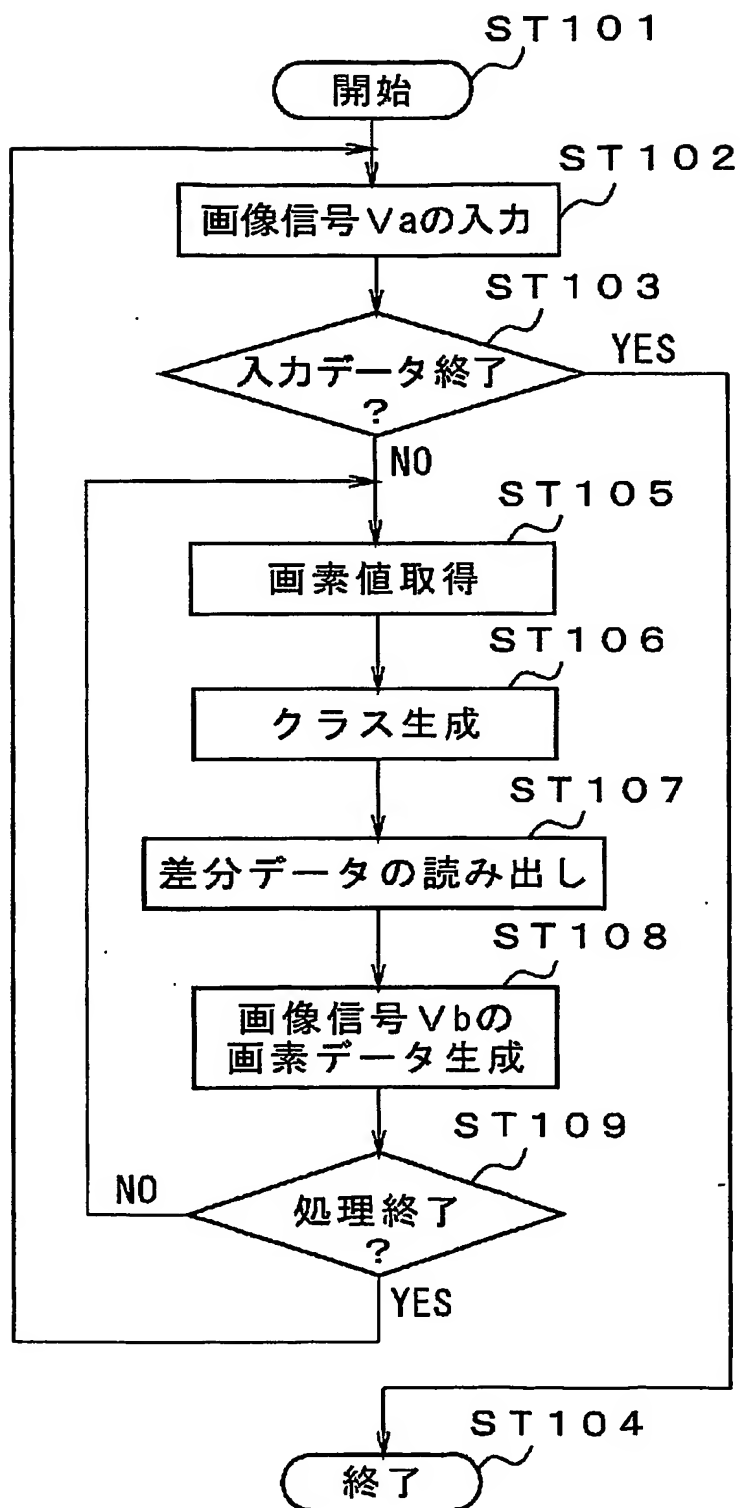 ST101
開始
ST102
画像信号Vaの入力
ST103
入力データ終了
?
YES
NO
ST105
画素値取得
ST106
クラス生成
ST107
差分データの読み出し
ST108
画像信号Vbの
画素データ生成
ST109
NO
処理終了
?
YES
ST104
終了